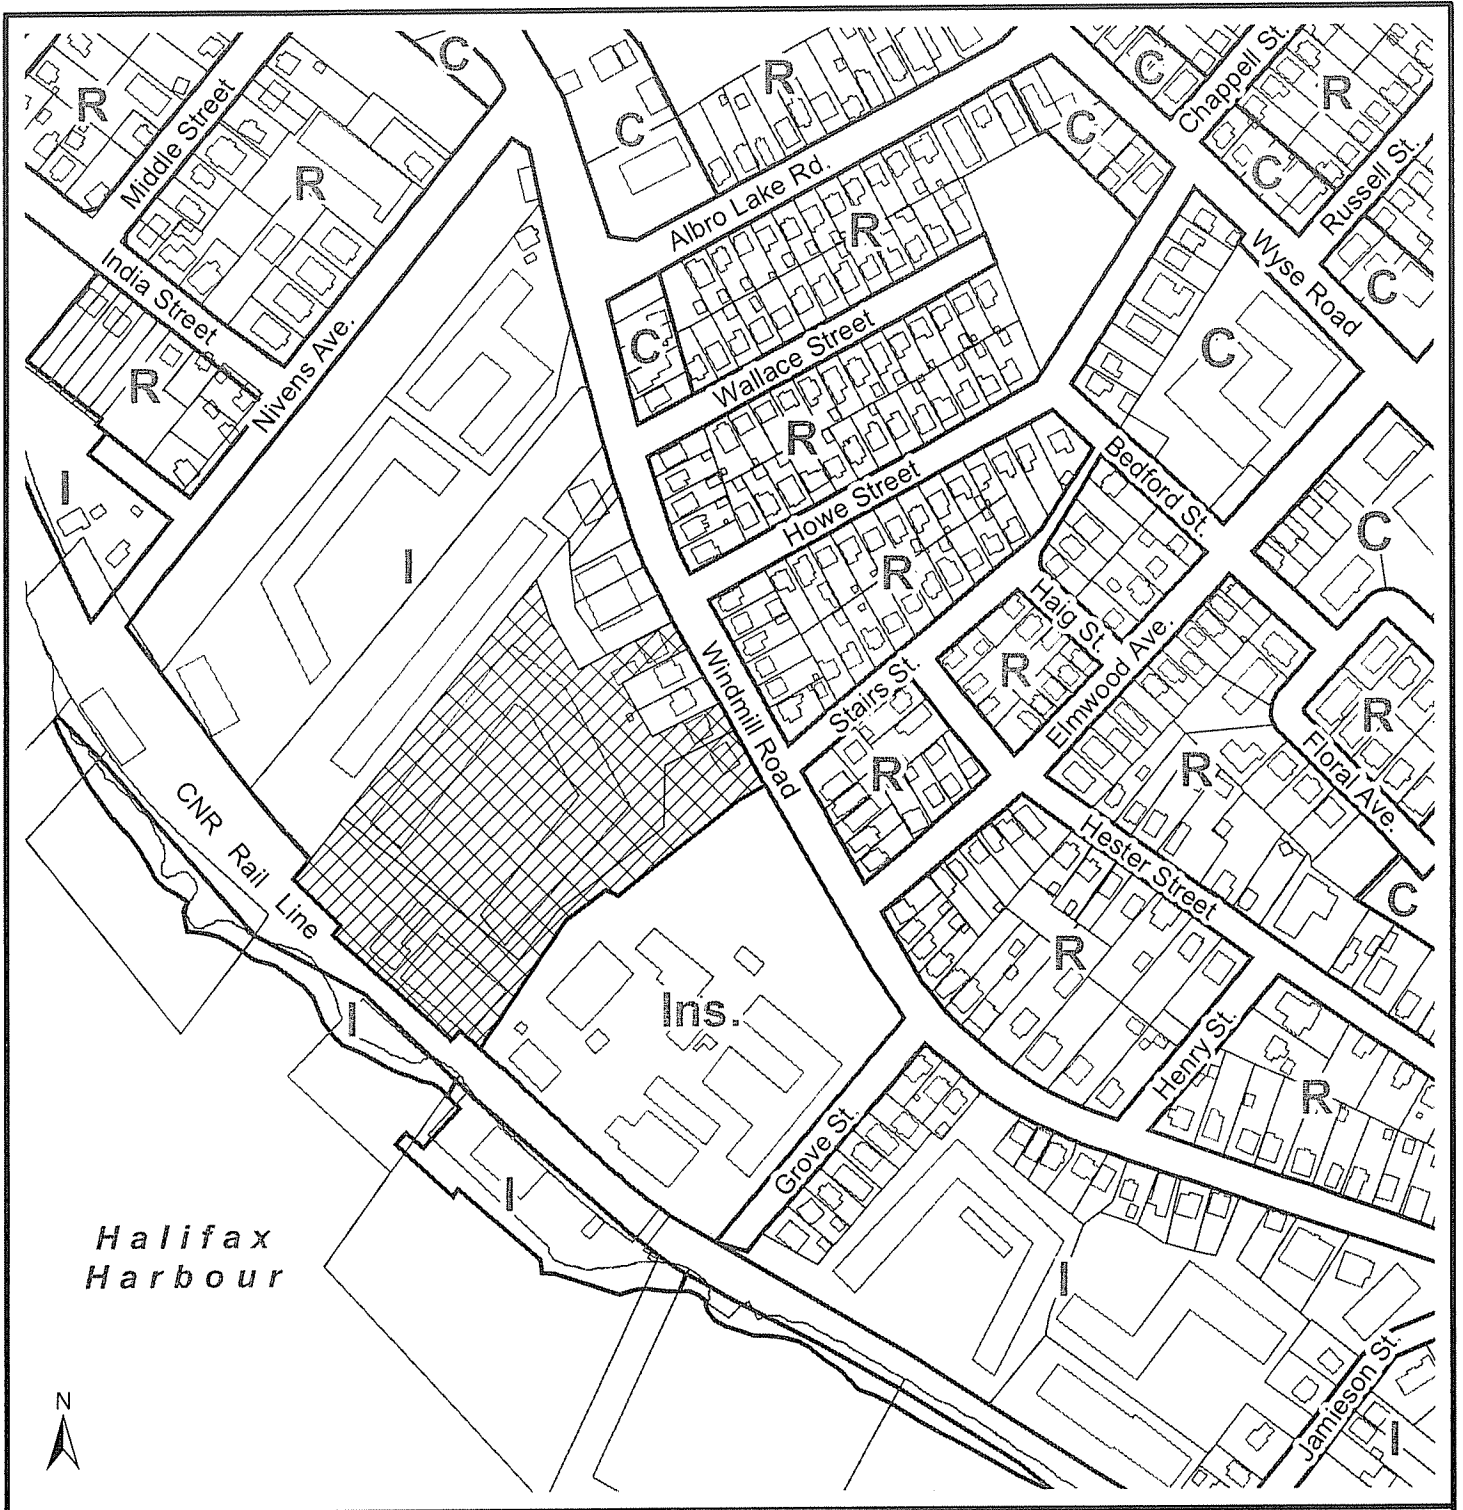 C
R
R
Chappell St.
R
C
C
Middle Street
R
C
C
Russell St.
Albro Lake Rd.
R
Wyse Road
C
India Street
R
Nivens Ave.
C
Wallace Street
C
R
Bedford St.
I
Howe Street
C
I
R
Haig St.
R
Elmwood Ave.
Stairs St.
Windmill Road
R
R
R
Floral Ave.
CNR Rail Line
Hester Street
C
R
I
Ins.
Henry St.
R
Grove St.
I
Halifax
Harbour
I
Jamieson St.
I
N